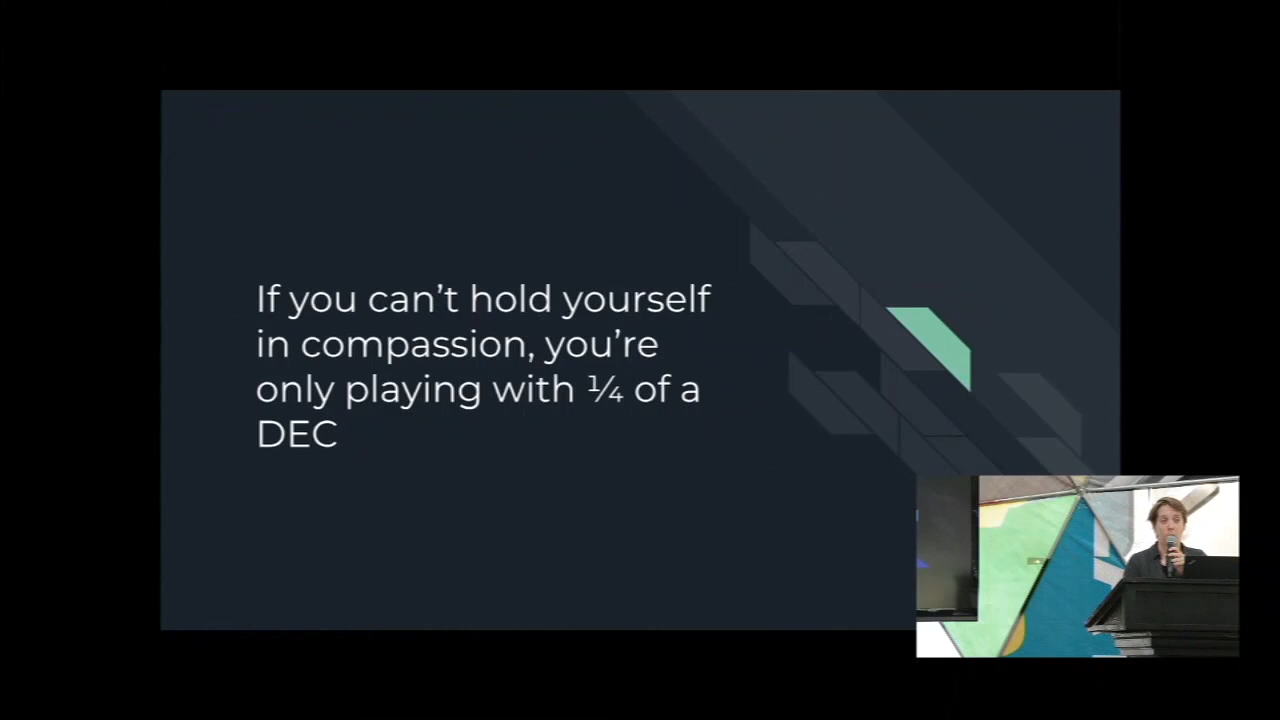 If you can’t hold yourself
in compassion, you’re
only playing with ¼ of a
DEC